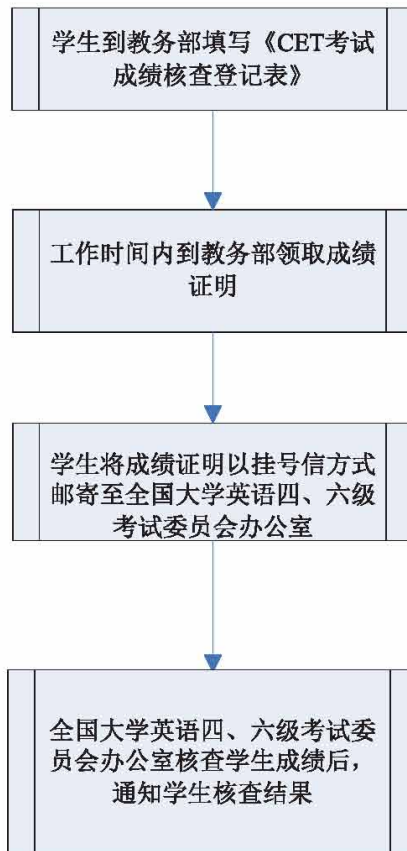 学生到教务部填写《CET考试
成绩核查登记表》
工作时间内到教务部领取成绩
证明
学生将成绩证明以挂号信方式
邮寄至全国大学英语四、六级
考试委员会办公室
全国大学英语四、六级考试委
员会办公室核查学生成绩后，
通知学生核查结果